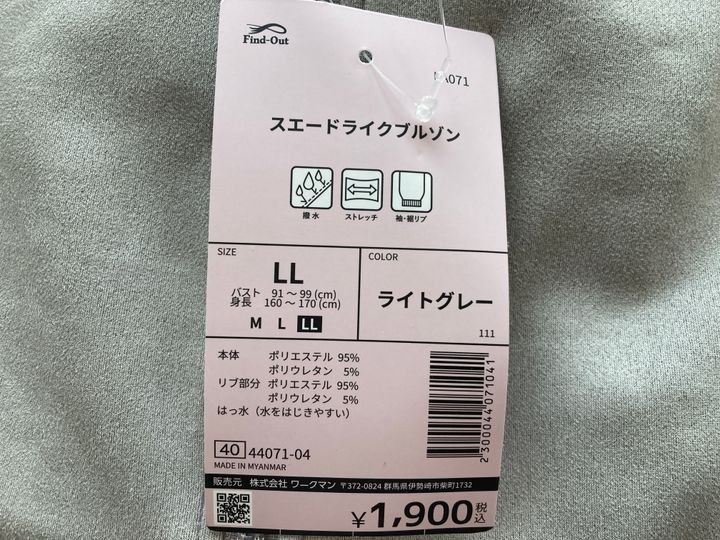 Find-Out
071
スエードライクブルゾン
撥水
ストレッチ
袖・裾リブ
SIZE
LL
バスト 91～99(cm)
身長 160～170(cm)
M L LL
COLOR
ライトグレー
111
本体 ポリエステル 95%
ポリウレタン 5%
リブ部分 ポリエステル 95%
ポリウレタン 5%
はっ水（水をはじきやすい）
2300044071041
40 44071-04
MADE IN MYANMAR
販売元 株式会社 ワークマン 〒372-0824 群馬県伊勢崎市柴町1732
¥1,900税込